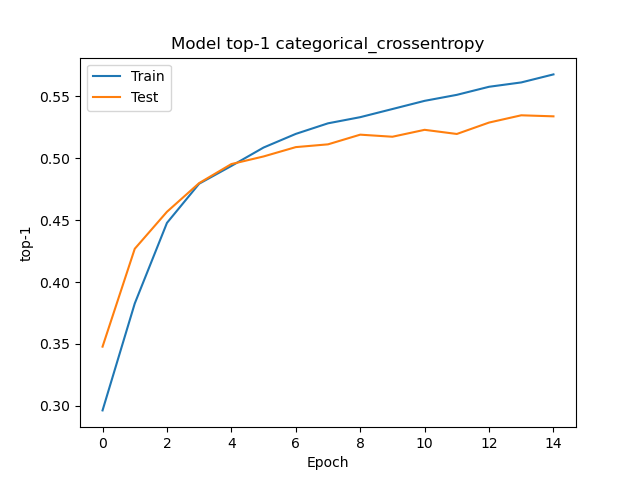 Model top-1 categorical_crossentropy
Train
Test
0.55
0.50
0.45
0.40
0.35
0.30
top-1
0 2 4 6 8 10 12 14
Epoch